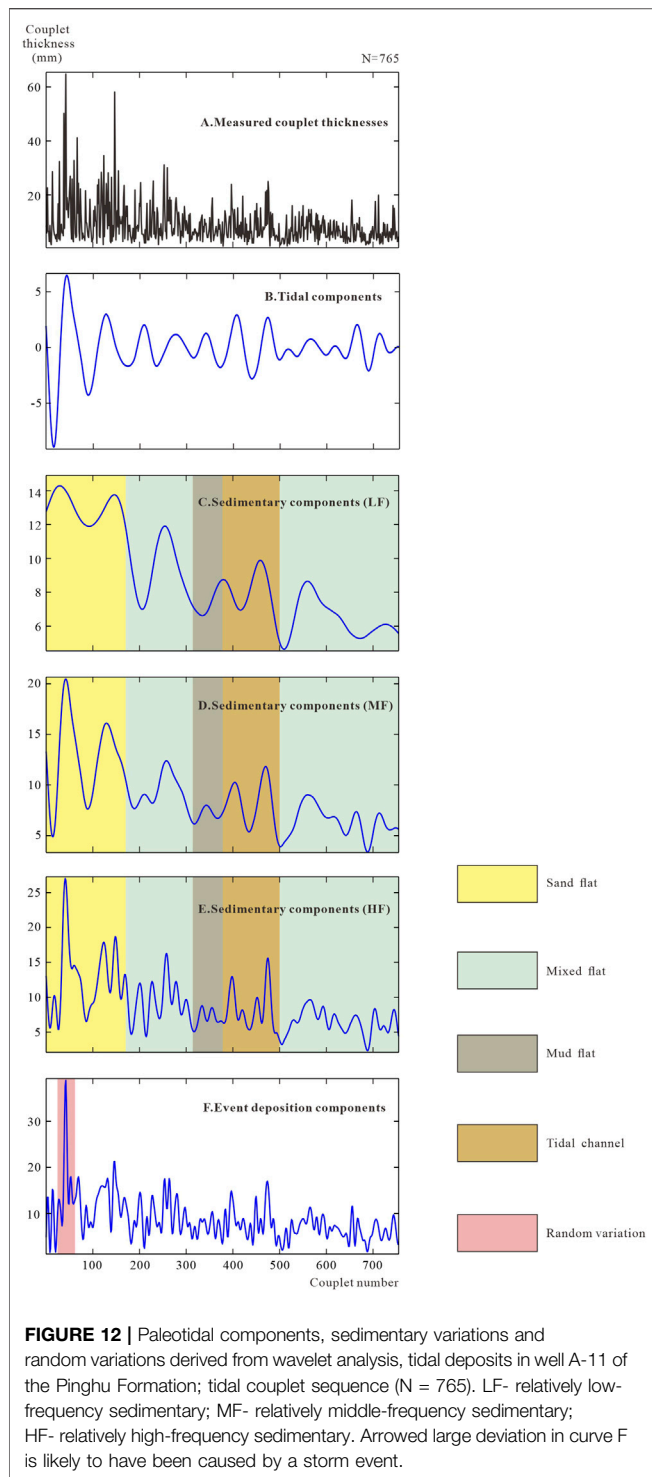 Couplet
thickness
(mm)
N=765
60
40
20
A.Measured couplet thicknesses
5
0
-5
B.Tidal components
14
12
10
8
6
C.Sedimentary components (LF)
20
15
10
5
D.Sedimentary components (MF)
25
20
15
10
5
E.Sedimentary components (HF)
30
20
10
F.Event deposition components
100 200 300 400 500 600 700
Couplet number
Sand flat
Mixed flat
Mud flat
Tidal channel
Random variation
FIGURE 12 | Paleotidal components, sedimentary variations and
random variations derived from wavelet analysis, tidal deposits in well A-11 of
the Pinghu Formation; tidal couplet sequence (N = 765). LF- relatively low-
frequency sedimentary; MF- relatively middle-frequency sedimentary;
HF- relatively high-frequency sedimentary. Arrowed large deviation in curve F
is likely to have been caused by a storm event.